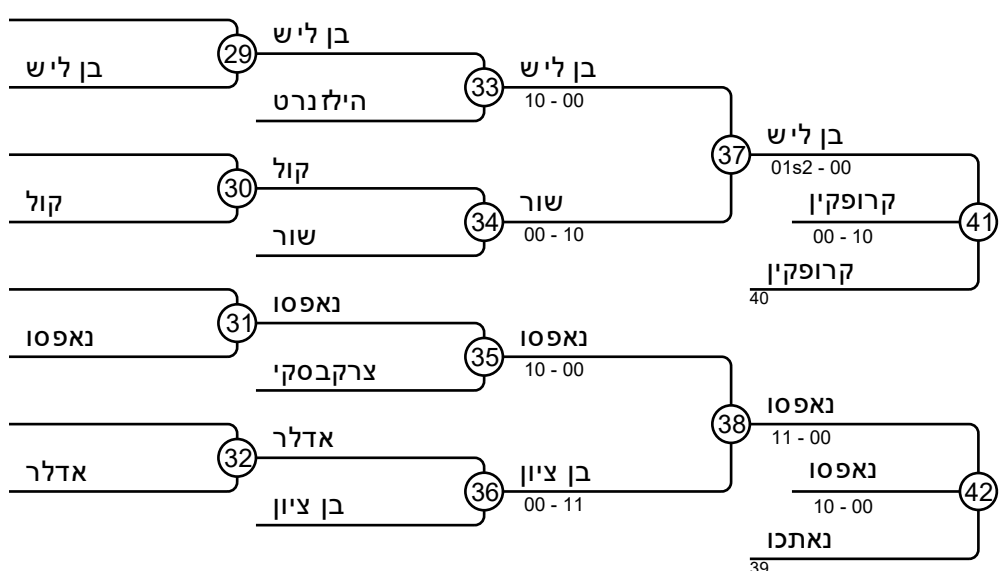 בן ליש
29
בן ליש
הילזנרט
33
בן ליש
10 - 00
קול
30
קול
שור
34
שור
00 - 10
37
בן ליש
01s2 - 00
קרופקין
00 - 10
41
קרופקין
40
נאפסו
31
נאפסו
צרקבסקי
35
נאפסו
10 - 00
אדלר
32
אדלר
בן ציון
36
בן ציון
00 - 11
38
נאפסו
11 - 00
נאפסו
10 - 00
42
נאתכו
39